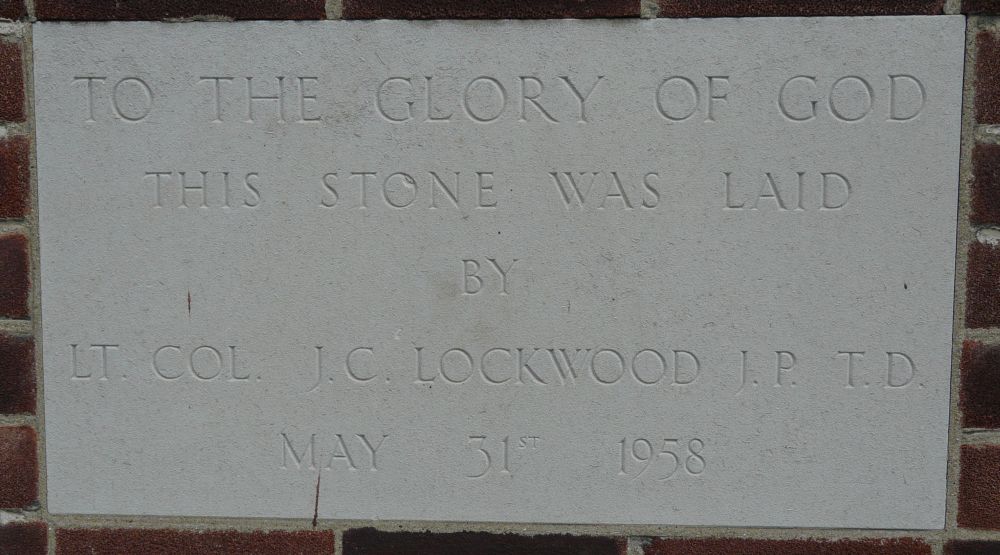 TO THE GLORY OF GOD
THIS STONE WAS LAID
BY
LT. COL. J.C. LOCKWOOD J.P. T.D.
MAY 31ST 1958